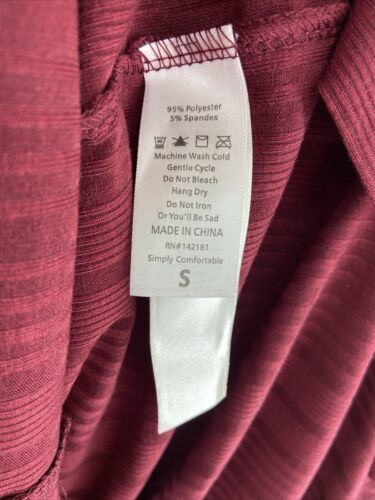 95% Polyester
5% Spandex
Machine Wash Cold
Gentle Cycle
Do Not Bleach
Hang Dry
Do Not Iron
Or You'll Be Sad
MADE IN CHINA
RN#142161
Simply Comfortable
S